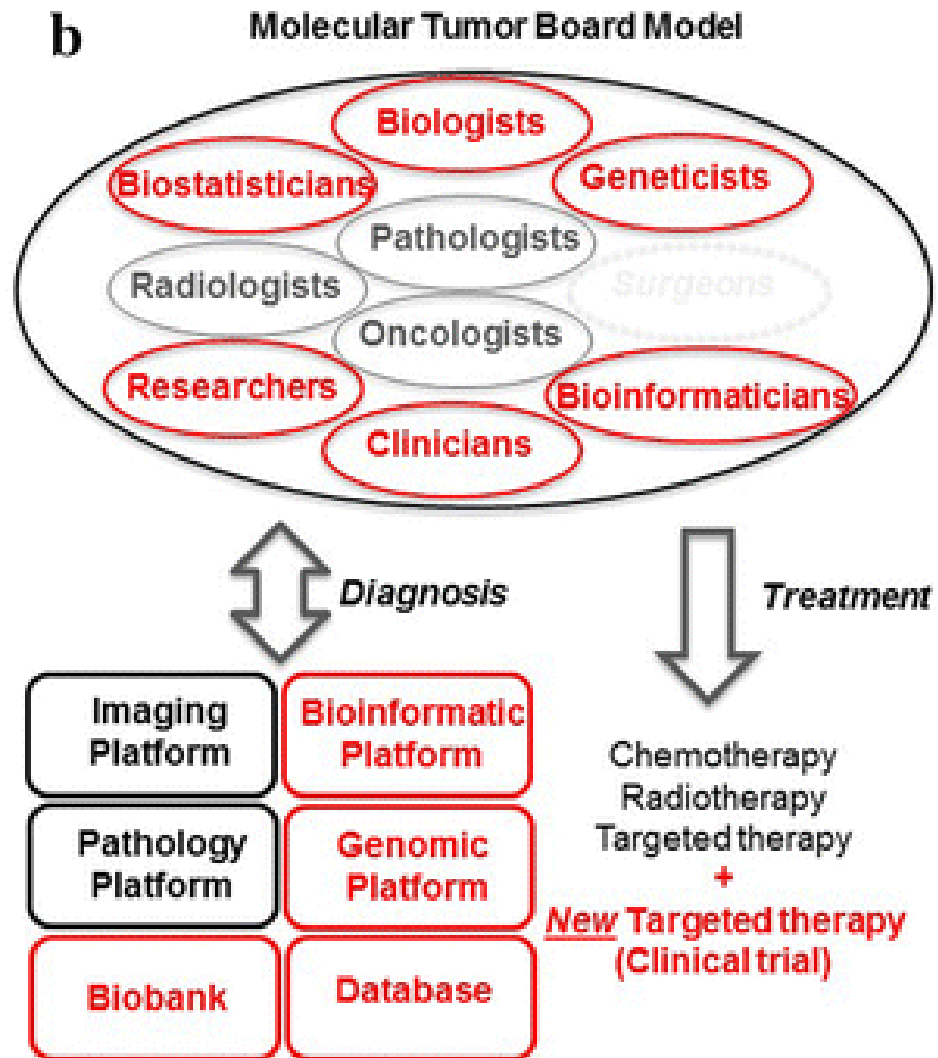 b
Molecular Tumor Board Model
Biologists
Biostatisticians
Geneticists
Pathologists
Radiologists
Surgeons
Oncologists
Researchers
Bioinformaticians
Clinicians
Diagnosis
Treatment
Imaging
Platform
Bioinformatic
Platform
Pathology
Platform
Genomic
Platform
Biobank
Database
Chemotherapy
Radiotherapy
Targeted therapy
+
New Targeted therapy
(Clinical trial)